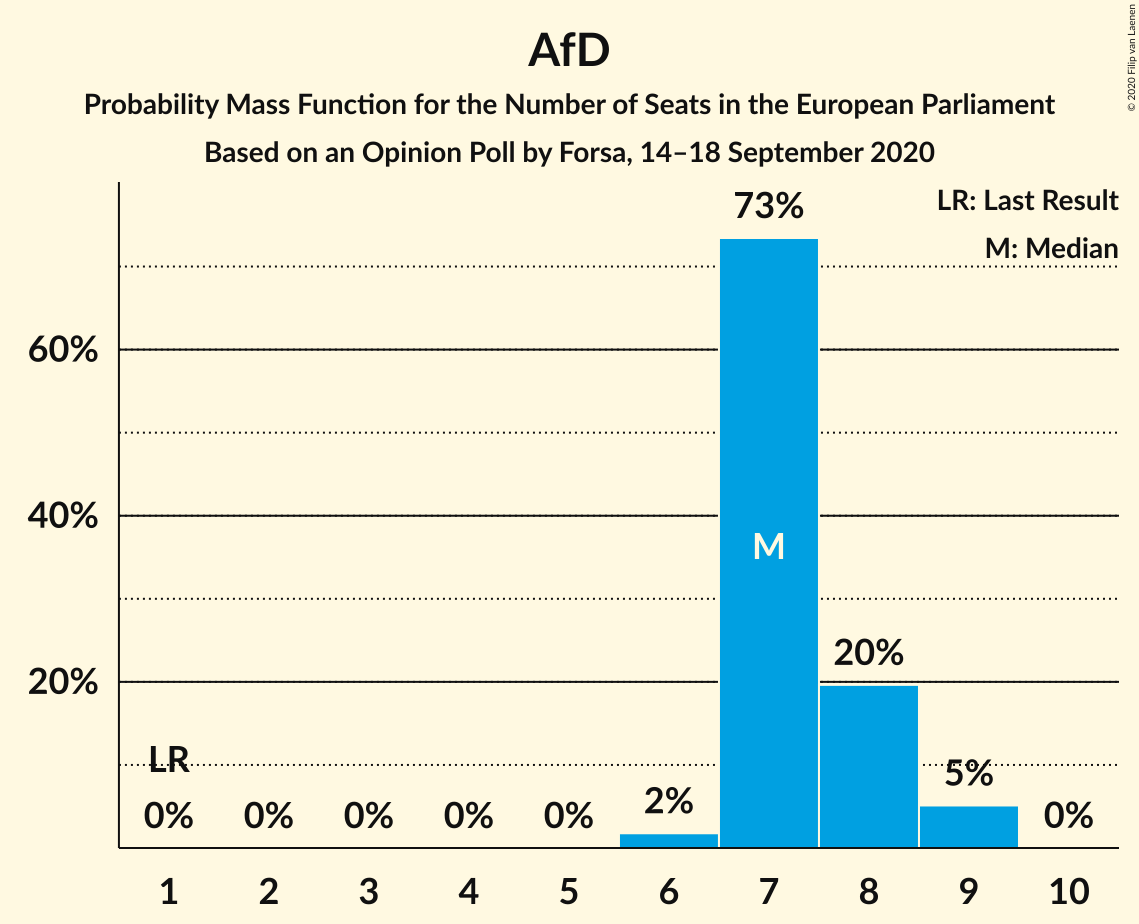 AfD
Probability Mass Function for the Number of Seats in the European Parliament
Based on an Opinion Poll by Forsa, 14–18 September 2020
© 2020 Filip van Laenen
LR: Last Result
M: Median
73%
60%
40%
M
20%
20%
LR
5%
2%
0% 0% 0% 0% 0% 0%
1 2 3 4 5 6 7 8 9 10